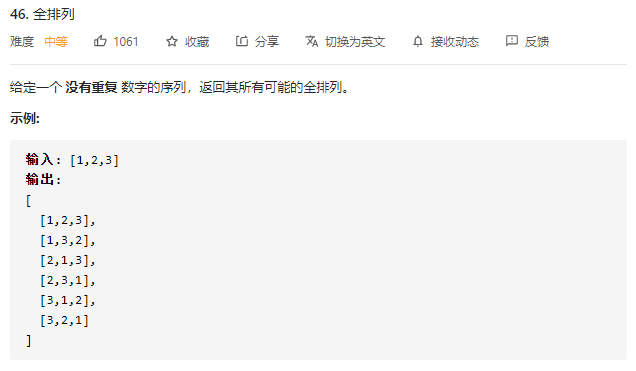 46. 全排列
难度 中等 1061 收藏 分享 切换为英文 接收动态 反馈
给定一个 没有重复 数字的序列，返回其所有可能的全排列。
示例:
输入: [1,2,3]
输出:
[
[1,2,3],
[1,3,2],
[2,1,3],
[2,3,1],
[3,1,2],
[3,2,1]
]